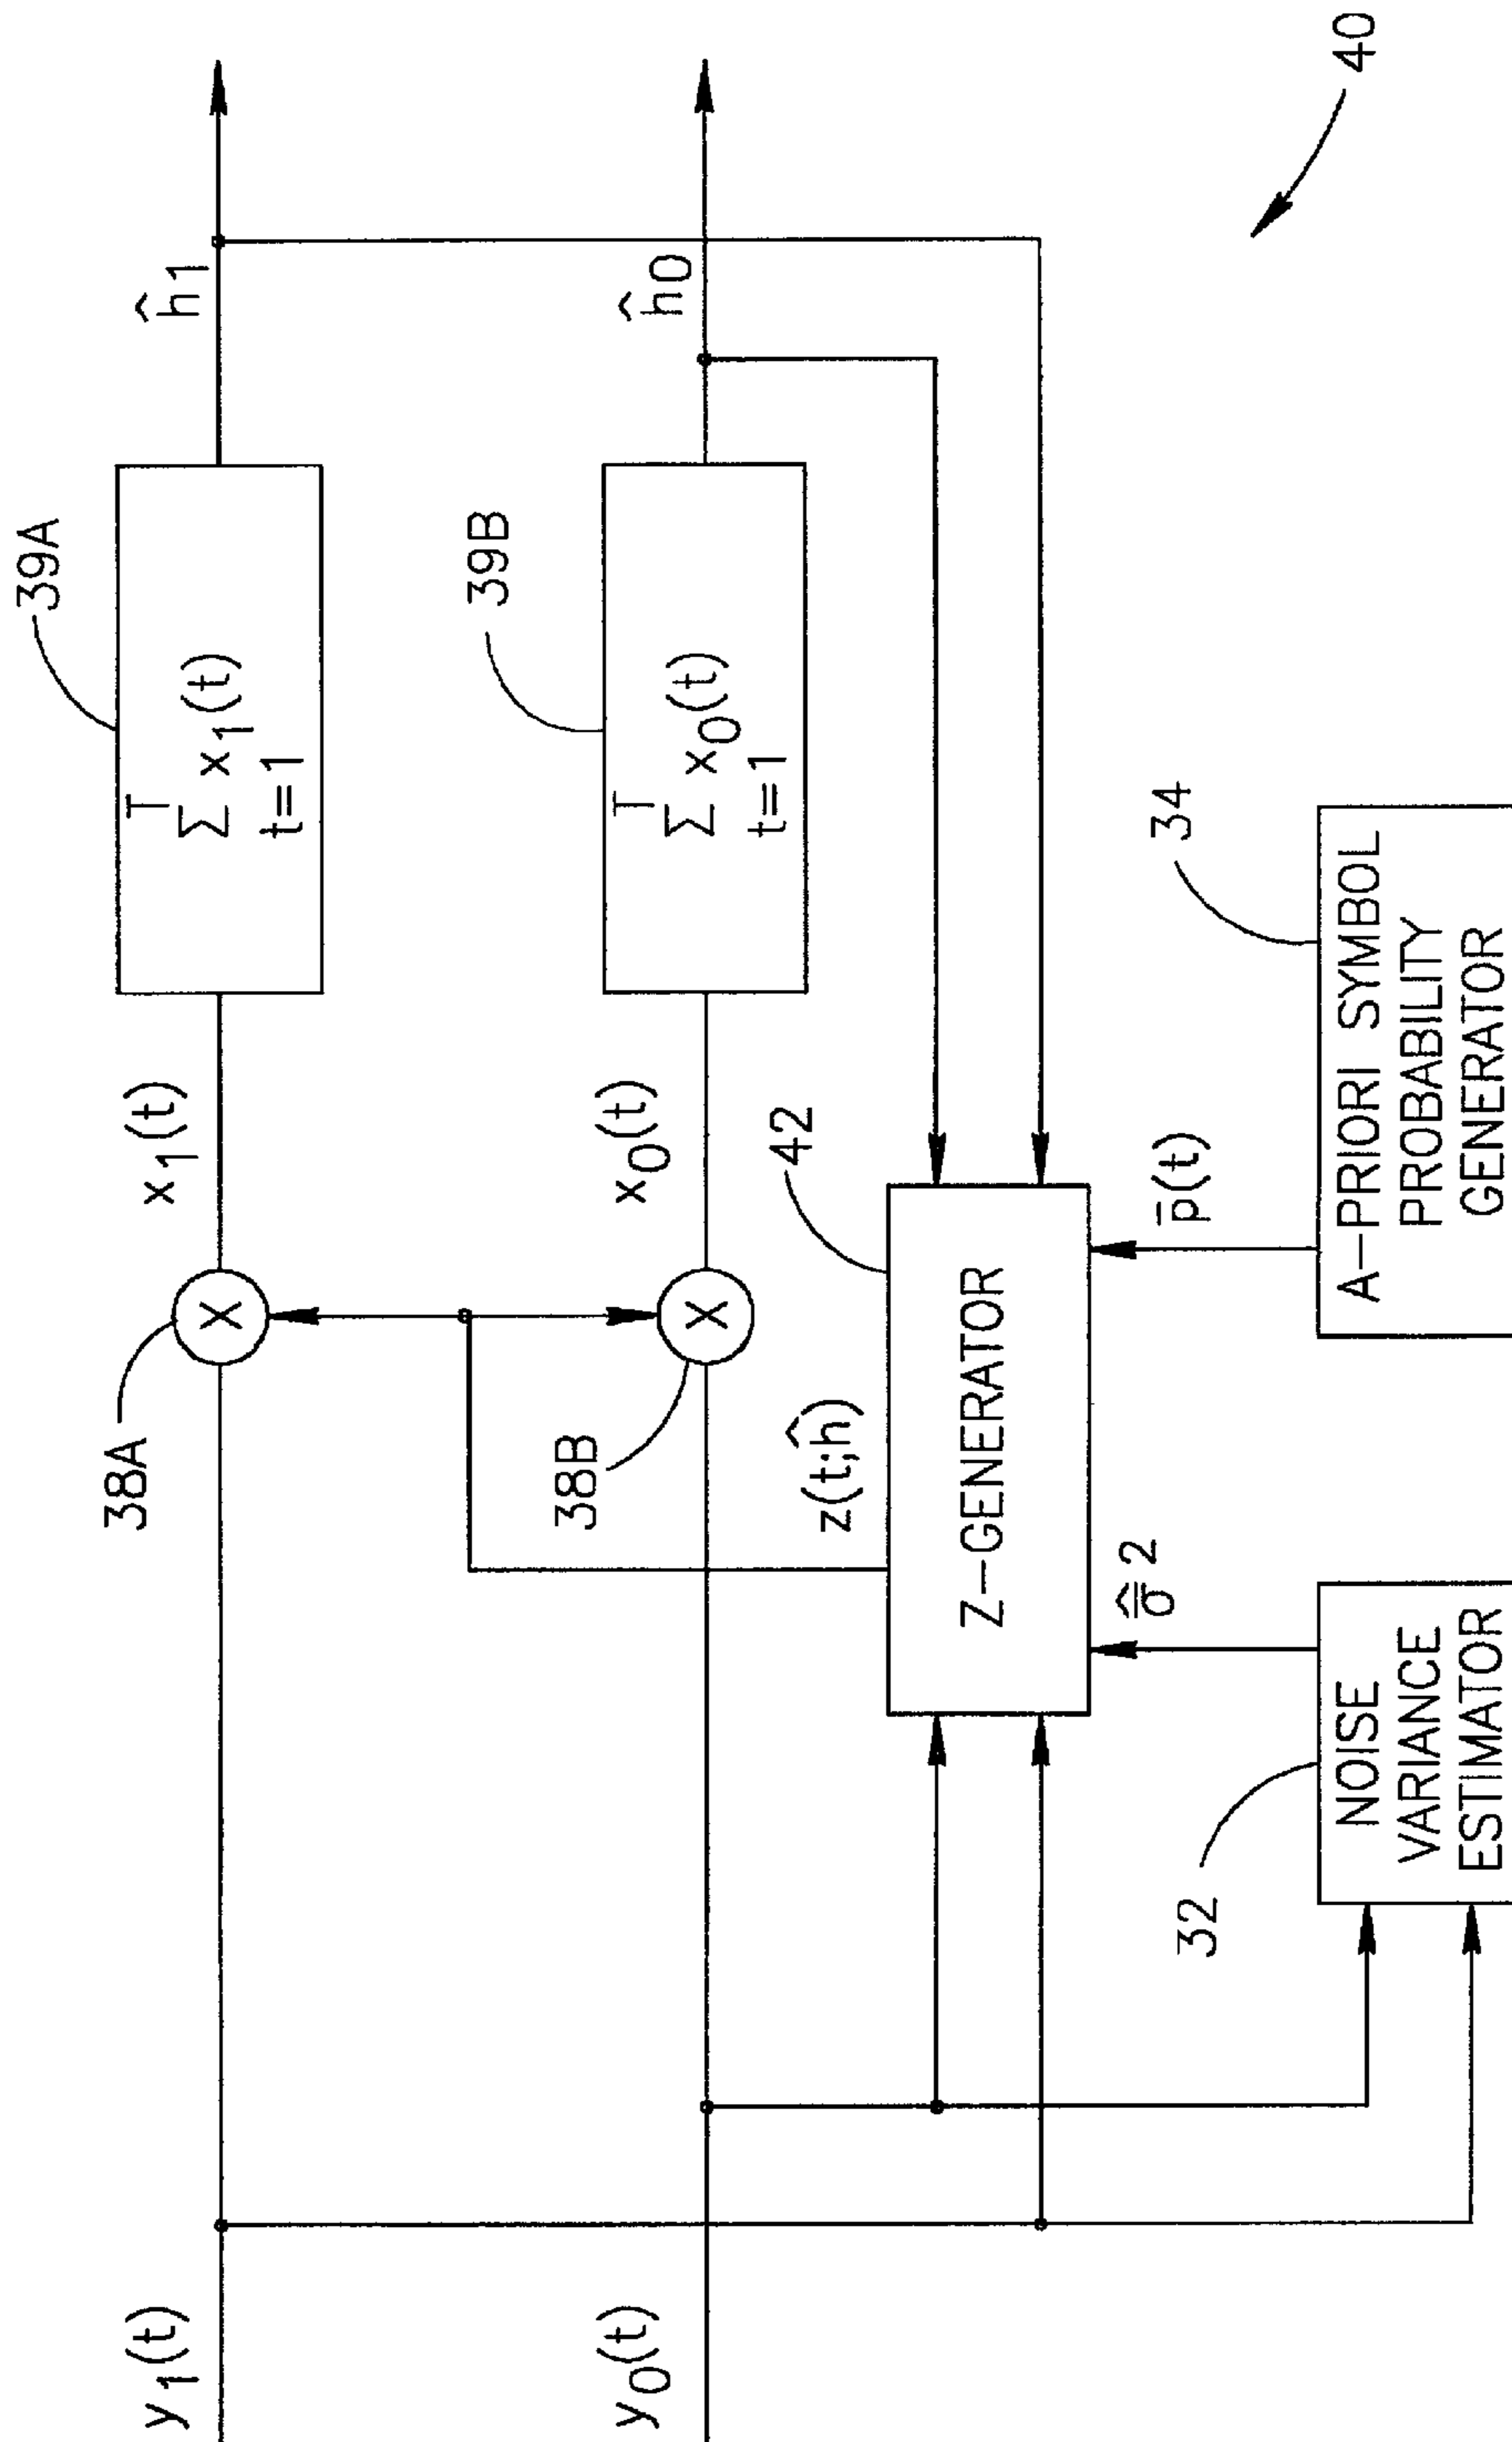 39A
ĥ1
T
Σ x₁(t)
t=1
x₁(t)
X
38A
y₁(t)
39B
ĥ0
T
Σ x₀(t)
t=1
x₀(t)
X
38B
y₀(t)
40
42
z(t;ĥ)
Z-GENERATOR
p̄(t)
2
34
A-PRIORI SYMBOL
PROBABILITY
GENERATOR
32
NOISE
VARIANCE
ESTIMATOR